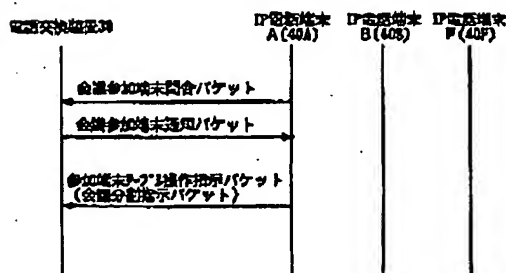 電話交換装置30
IP電話端末
A(40A)
IP電話端末
B(40B)
IP電話端末
F(40F)
会議参加端末問合パケット
会議参加端末通知パケット
参加端末テーブル操作指示パケット
(会議分割指示パケット)